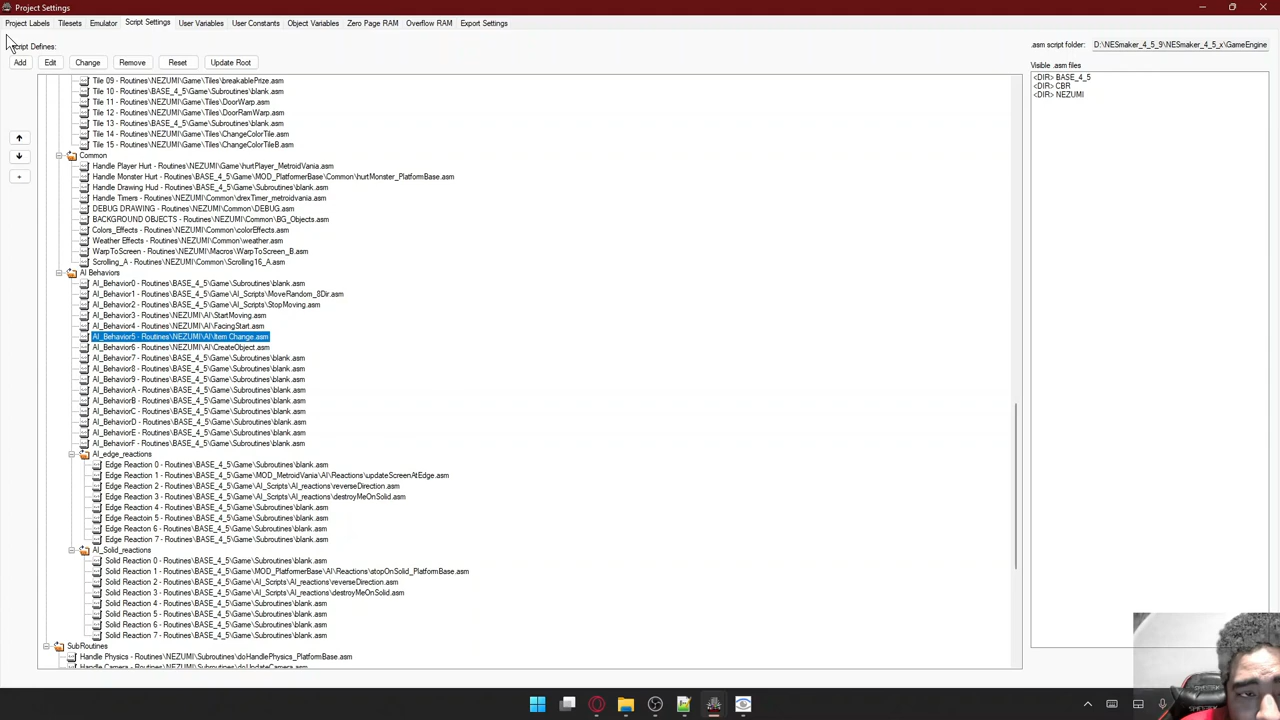 Project Settings
Project Labels Tilesets Emulator Script Settings User Variables User Constants Object Variables Zero Page RAM Overflow RAM Export Settings
cript Defines:
Add Edit Change Remove Reset Update Root
.asm script folder: D:\NESmaker_4_5_9\NESmaker_4_5_x\GameEngine
Visible .asm files
<DIR> BASE_4_5
<DIR> CBR
<DIR> NEZUMI
Tile 09 - Routines\NEZUMI\Game\Tiles\breakablePrize.asm
Tile 10 - Routines\BASE_4_5\Game\Subroutines\blank.asm
Tile 11 - Routines\NEZUMI\Game\Tiles\DoorWarp.asm
Tile 12 - Routines\NEZUMI\Game\Tiles\DoorRamWarp.asm
Tile 13 - Routines\BASE_4_5\Game\Subroutines\blank.asm
Tile 14 - Routines\NEZUMI\Game\Tiles\ChangeColorTile.asm
Tile 15 - Routines\NEZUMI\Game\Tiles\ChangeColorTileB.asm
Common
Handle Player Hurt - Routines\NEZUMI\Game\hurtPlayer_MetroidVania.asm
Handle Monster Hurt - Routines\BASE_4_5\Game\MOD_PlatformerBase\Common\hurtMonster_PlatformBase.asm
Handle Drawing Hud - Routines\BASE_4_5\Game\Subroutines\blank.asm
Handle Timers - Routines\NEZUMI\Common\drexTimer_metroidvania.asm
DEBUG DRAWING - Routines\NEZUMI\Common\DEBUG.asm
BACKGROUND OBJECTS - Routines\NEZUMI\Common\BG_Objects.asm
Colors_Effects - Routines\NEZUMI\Common\colorEffects.asm
Weather Effects - Routines\NEZUMI\Common\weather.asm
WarpToScreen - Routines\NEZUMI\Macros\WarpToScreen_B.asm
Scrolling_A - Routines\NEZUMI\Common\Scrolling16_A.asm
AI Behaviors
AI_Behavior0 - Routines\BASE_4_5\Game\Subroutines\blank.asm
AI_Behavior1 - Routines\BASE_4_5\Game\AI_Scripts\MoveRandom_8Dir.asm
AI_Behavior2 - Routines\BASE_4_5\Game\AI_Scripts\StopMoving.asm
AI_Behavior3 - Routines\NEZUMI\AI\StartMoving.asm
AI_Behavior4 - Routines\NEZUMI\AI\FacingStart.asm
AI_Behavior5 - Routines\NEZUMI\AI\Item Change.asm
AI_Behavior6 - Routines\NEZUMI\AI\CreateObject.asm
AI_Behavior7 - Routines\BASE_4_5\Game\Subroutines\blank.asm
AI_Behavior8 - Routines\BASE_4_5\Game\Subroutines\blank.asm
AI_Behavior9 - Routines\BASE_4_5\Game\Subroutines\blank.asm
AI_BehaviorA - Routines\BASE_4_5\Game\Subroutines\blank.asm
AI_BehaviorB - Routines\BASE_4_5\Game\Subroutines\blank.asm
AI_BehaviorC - Routines\BASE_4_5\Game\Subroutines\blank.asm
AI_BehaviorD - Routines\BASE_4_5\Game\Subroutines\blank.asm
AI_BehaviorE - Routines\BASE_4_5\Game\Subroutines\blank.asm
AI_BehaviorF - Routines\BASE_4_5\Game\Subroutines\blank.asm
AI_edge_reactions
Edge Reaction 0 - Routines\BASE_4_5\Game\Subroutines\blank.asm
Edge Reaction 1 - Routines\BASE_4_5\Game\MOD_MetroidVania\AI\Reactions\updateScreenAtEdge.asm
Edge Reaction 2 - Routines\BASE_4_5\Game\AI_Scripts\AI_reactions\reverseDirection.asm
Edge Reaction 3 - Routines\BASE_4_5\Game\AI_Scripts\AI_reactions\destroyMeOnSolid.asm
Edge Reaction 4 - Routines\BASE_4_5\Game\Subroutines\blank.asm
Edge Reactoin 5 - Routines\BASE_4_5\Game\Subroutines\blank.asm
Edge Reacton 6 - Routines\BASE_4_5\Game\Subroutines\blank.asm
Edge Reaction 7 - Routines\BASE_4_5\Game\Subroutines\blank.asm
AI_Solid_reactions
Solid Reaction 0 - Routines\BASE_4_5\Game\Subroutines\blank.asm
Solid Reaction 1 - Routines\BASE_4_5\Game\MOD_PlatformerBase\AI\Reactions\stopOnSolid_PlatformBase.asm
Solid Reaction 2 - Routines\BASE_4_5\Game\AI_Scripts\AI_reactions\reverseDirection.asm
Solid Reaction 3 - Routines\BASE_4_5\Game\AI_Scripts\AI_reactions\destroyMeOnSolid.asm
Solid Reaction 4 - Routines\BASE_4_5\Game\Subroutines\blank.asm
Solid Reaction 5 - Routines\BASE_4_5\Game\Subroutines\blank.asm
Solid Reaction 6 - Routines\BASE_4_5\Game\Subroutines\blank.asm
Solid Reaction 7 - Routines\BASE_4_5\Game\Subroutines\blank.asm
SubRoutines
Handle Physics - Routines\NEZUMI\Subroutines\doHandlePhysics_PlatformBase.asm
Handle Camera - Routines\NEZUMI\Subroutines\doUpdateCamera.asm